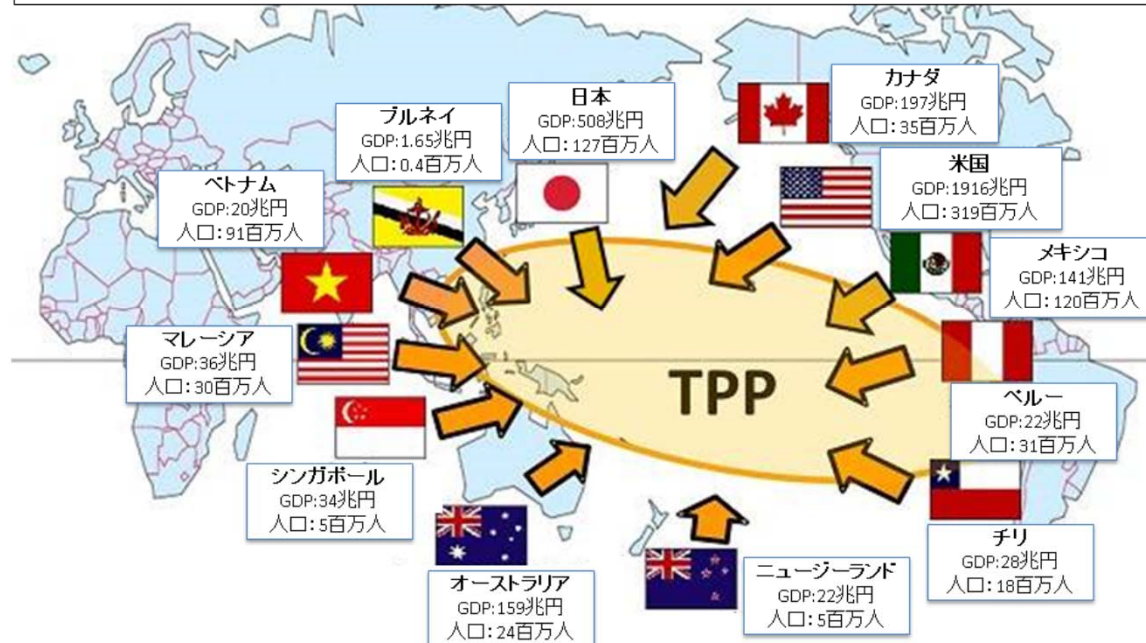 カナダ
GDP:197兆円
人口:35百万人
日本
GDP:508兆円
人口:127百万人
ブルネイ
GDP:1.65兆円
人口:0.4百万人
米国
GDP:1916兆円
人口:319百万人
ベトナム
GDP:20兆円
人口:91百万人
メキシコ
GDP:141兆円
人口:120百万人
マレーシア
GDP:36兆円
人口:30百万人
TPP
ペルー
GDP:22兆円
人口:31百万人
シンガポール
GDP:34兆円
人口:5百万人
チリ
GDP:28兆円
人口:18百万人
オーストラリア
GDP:159兆円
人口:24百万人
ニュージーランド
GDP:22兆円
人口:5百万人